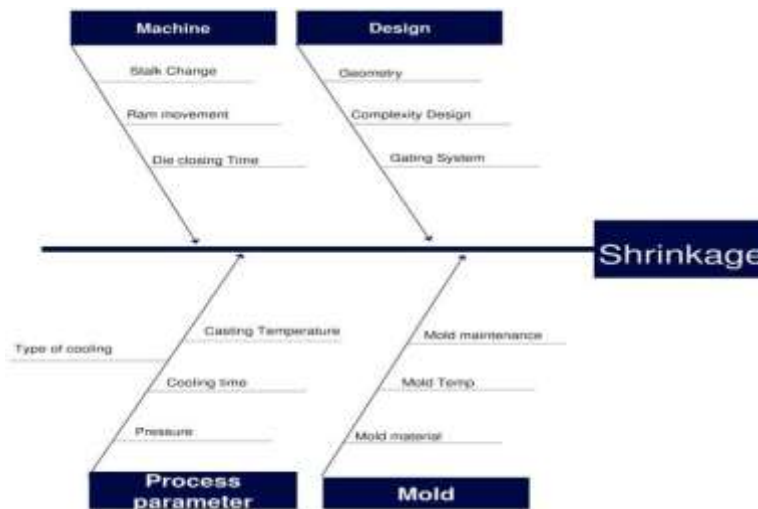 Machine
Design
Stalk Change
Geometry
Ram movement
Complexity Design
Die closing Time
Gating System
Shrinkage
Casting Temperature
Mold maintenance
Type of cooling
Cooling time
Mold Temp
Pressure
Mold material
Process
parameter
Mold